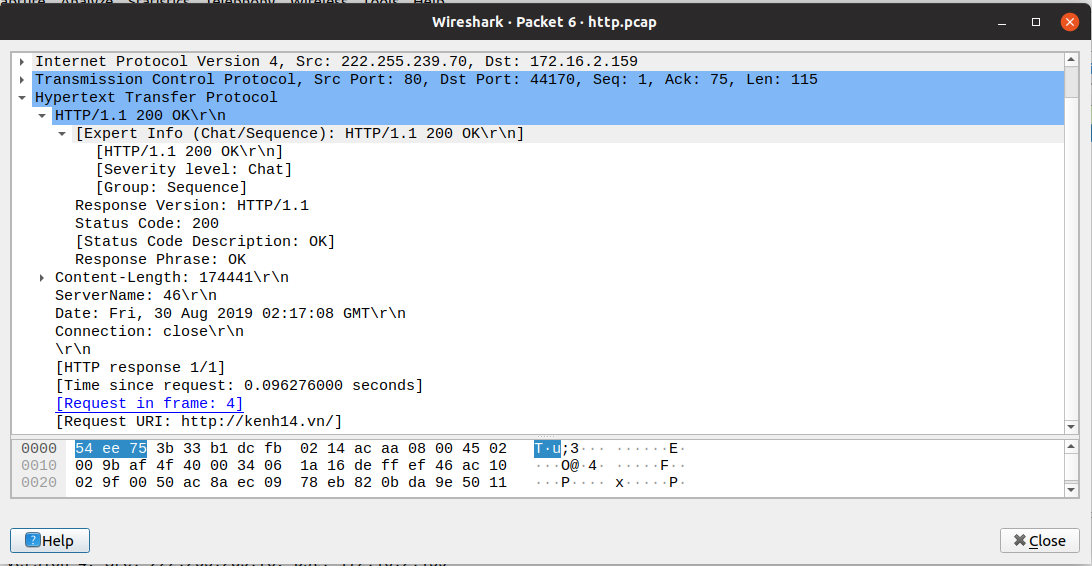 Wireshark · Packet 6 · http.pcap
Internet Protocol Version 4, Src: 222.255.239.70, Dst: 172.16.2.159
Transmission Control Protocol, Src Port: 80, Dst Port: 44170, Seq: 1, Ack: 75, Len: 115
Hypertext Transfer Protocol
HTTP/1.1 200 OK\r\n
[Expert Info (Chat/Sequence): HTTP/1.1 200 OK\r\n]
[HTTP/1.1 200 OK\r\n]
[Severity level: Chat]
[Group: Sequence]
Response Version: HTTP/1.1
Status Code: 200
[Status Code Description: OK]
Response Phrase: OK
Content-Length: 174441\r\n
ServerName: 46\r\n
Date: Fri, 30 Aug 2019 02:17:08 GMT\r\n
Connection: close\r\n
\r\n
[HTTP response 1/1]
[Time since request: 0.096276000 seconds]
[Request in frame: 4]
[Request URI: http://kenh14.vn/]
0000 54 ee 75 3b 33 b1 dc fb 02 14 ac aa 08 00 45 02 T·u;3··· ······E·
0010 00 9b af 4f 40 00 34 06 1a 16 de ff ef 46 ac 10 ···O@·4· ·····F··
0020 02 9f 00 50 ac 8a ec 09 78 eb 82 0b da 9e 50 11 ···P···· x·····P·
Help
Close